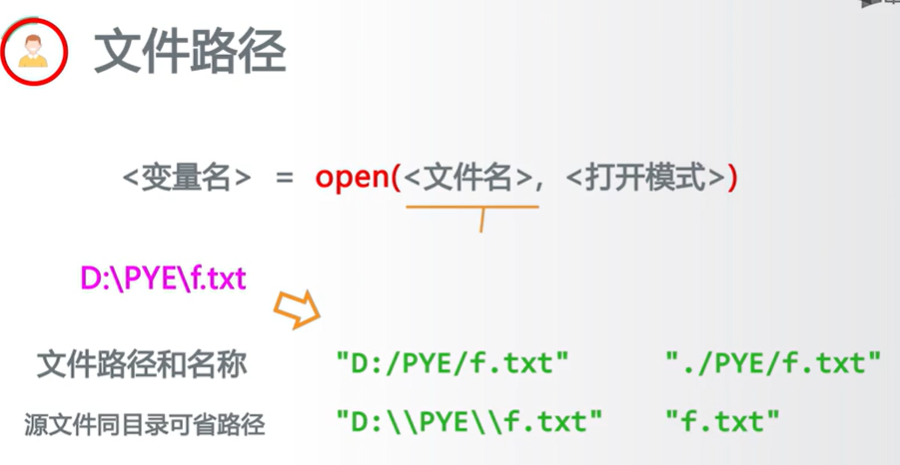 文件路径
<变量名> = open(<文件名>, <打开模式>)
D:\PYE\f.txt
文件路径和名称 "D:/PYE/f.txt" "./PYE/f.txt"
源文件同目录可省路径 "D:\\PYE\\f.txt" "f.txt"